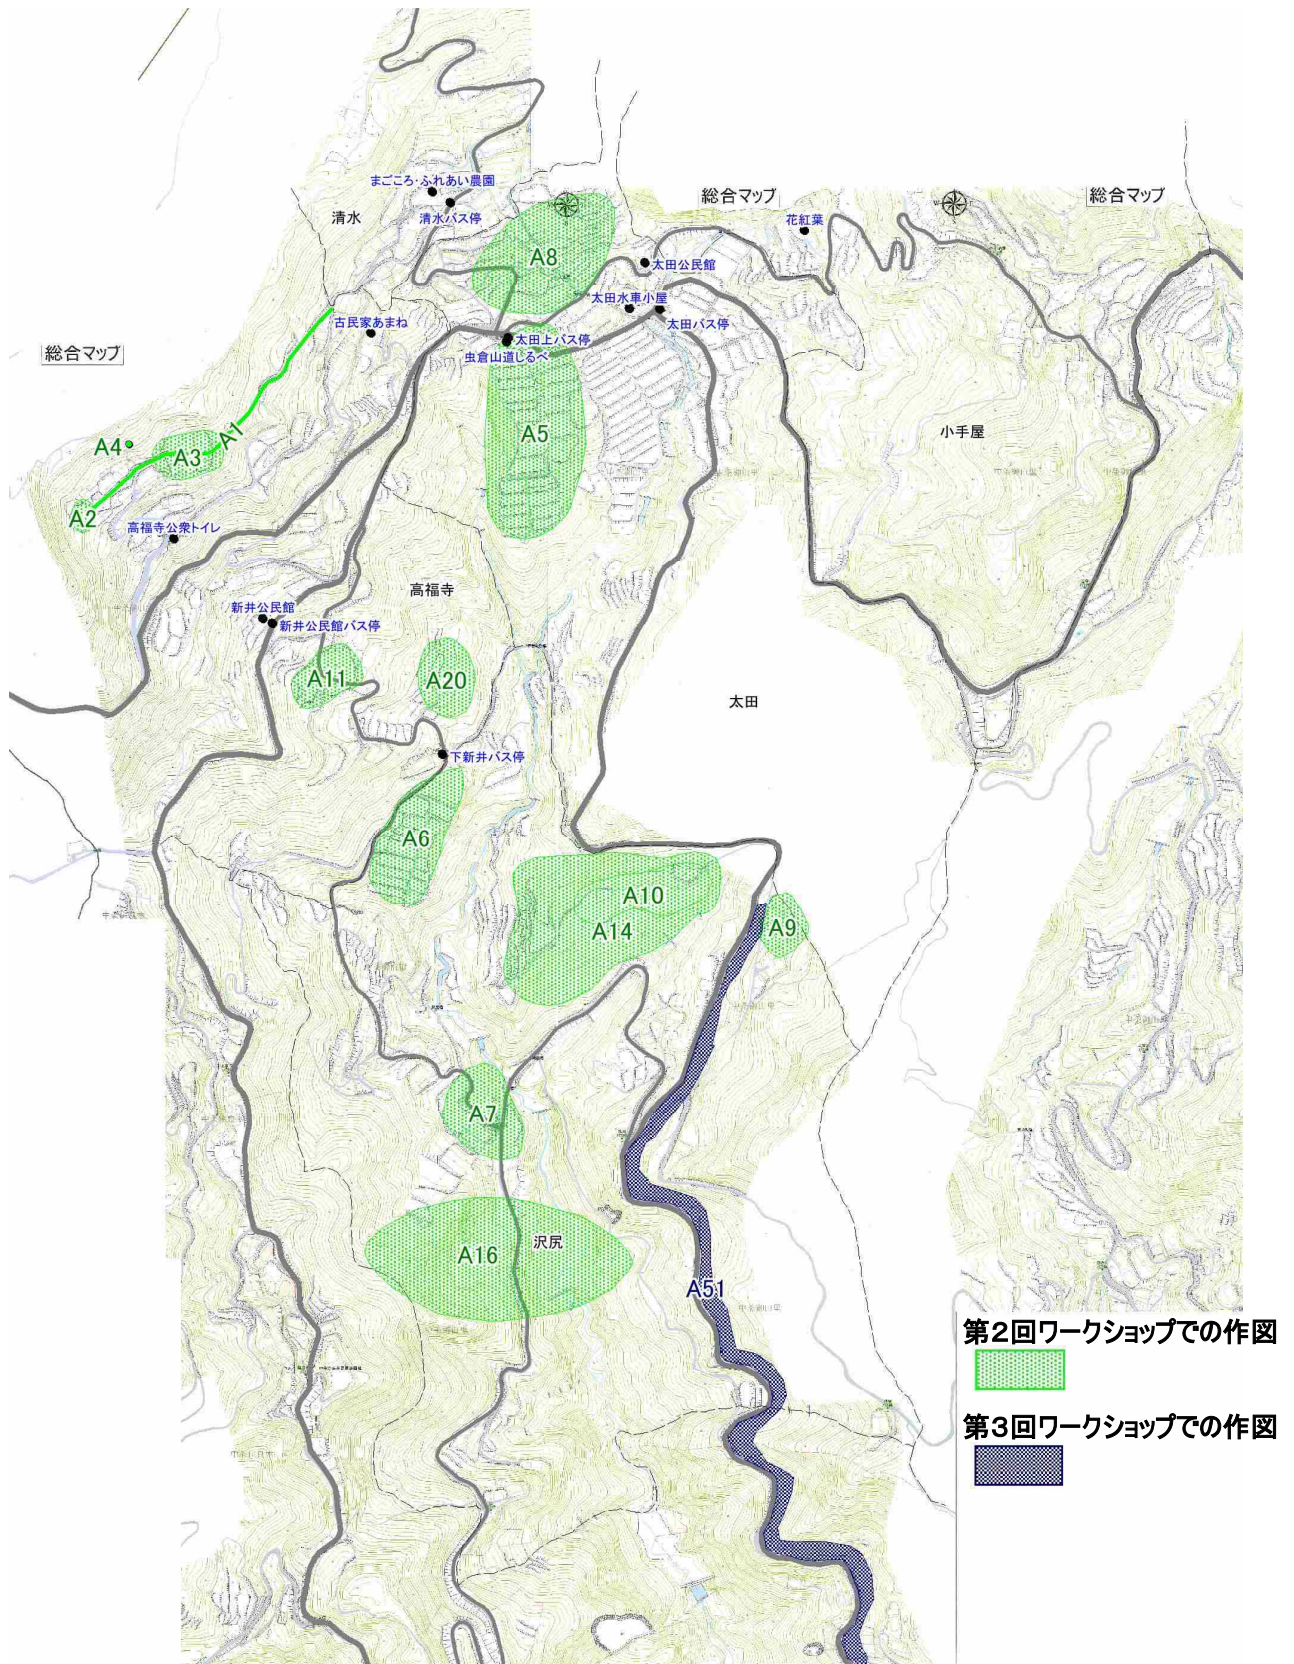 まごころ・ふれあい農園
清水
清水バス停
総合マップ
総合マップ
花紅葉
A8
太田公民館
太田水車小屋
太田バス停
古民家あまね
太田上バス停
虫倉山道しるべ
総合マップ
A4
A3
A1
A5
小手屋
A2
高福寺公衆トイレ
高福寺
新井公民館
新井公民館バス停
A11
A20
太田
下新井バス停
A6
A10
A14
A9
A7
A16
沢尻
A51
第2回ワークショップでの作図
第3回ワークショップでの作図